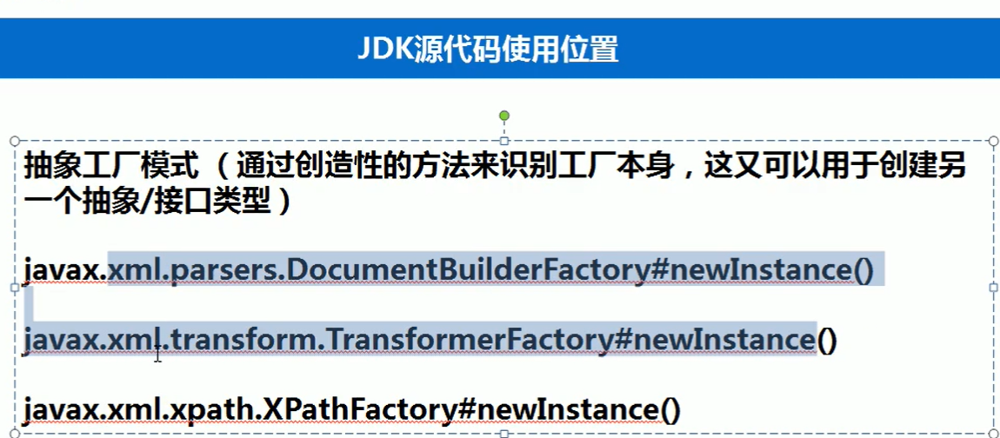 JDK源代码使用位置
抽象工厂模式 （ 通过创造性的方法来识别工厂本身，这又可以用于创建另
一个抽象/接口类型 ）
javax.xml.parsers.DocumentBuilderFactory#newInstance()
javax.xml.transform.TransformerFactory#newInstance()
javax.xml.xpath.XPathFactory#newInstance()